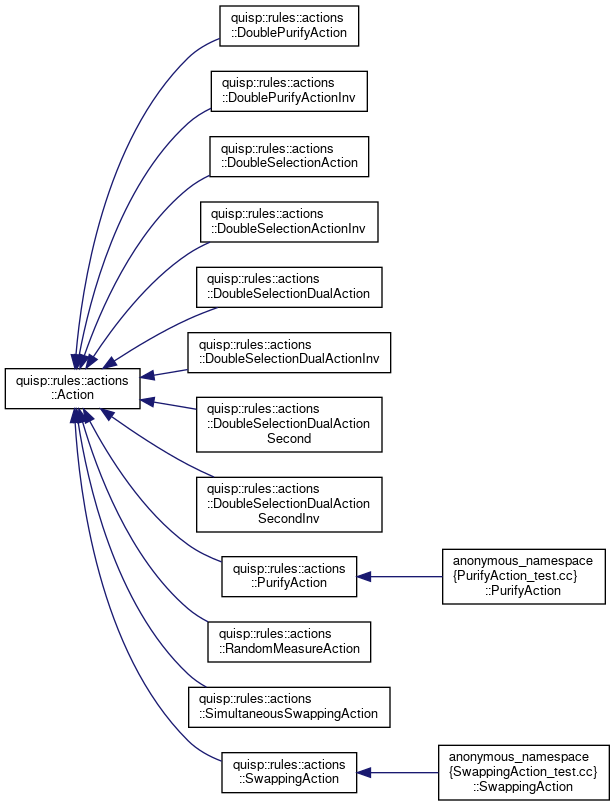 quisp::rules::actions
::DoublePurifyAction
quisp::rules::actions
::DoublePurifyActionInv
quisp::rules::actions
::DoubleSelectionAction
quisp::rules::actions
::DoubleSelectionActionInv
quisp::rules::actions
::DoubleSelectionDualAction
quisp::rules::actions
::DoubleSelectionDualActionInv
quisp::rules::actions
::Action
quisp::rules::actions
::DoubleSelectionDualAction
Second
quisp::rules::actions
::DoubleSelectionDualAction
SecondInv
quisp::rules::actions
::PurifyAction
anonymous_namespace
{PurifyAction_test.cc}
::PurifyAction
quisp::rules::actions
::RandomMeasureAction
quisp::rules::actions
::SimultaneousSwappingAction
quisp::rules::actions
::SwappingAction
anonymous_namespace
{SwappingAction_test.cc}
::SwappingAction